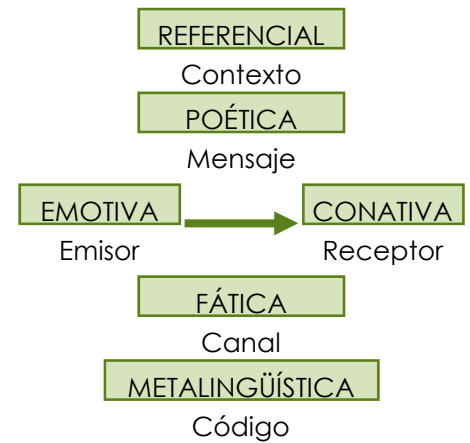 REFERENCIAL
Contexto
POÉTICA
Mensaje
EMOTIVA CONATIVA
Emisor Receptor
FÁTICA
Canal
METALINGÜÍSTICA
Código